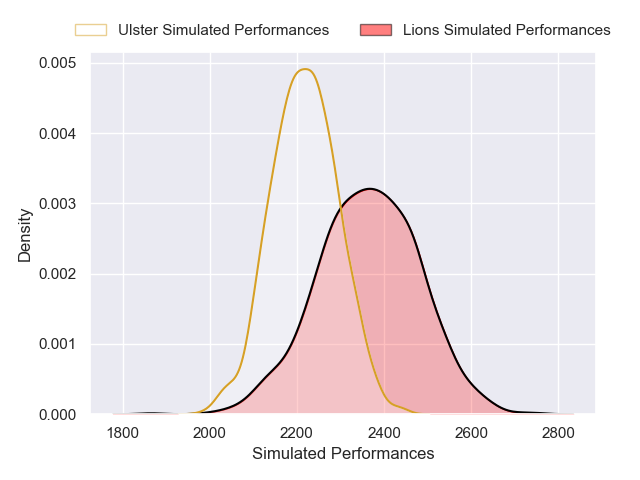 Ulster Simulated Performances Lions Simulated Performances
0.005
0.004
0.003
0.002
0.001
0.000
Density
1800 2000 2200 2400 2600 2800
Simulated Performances